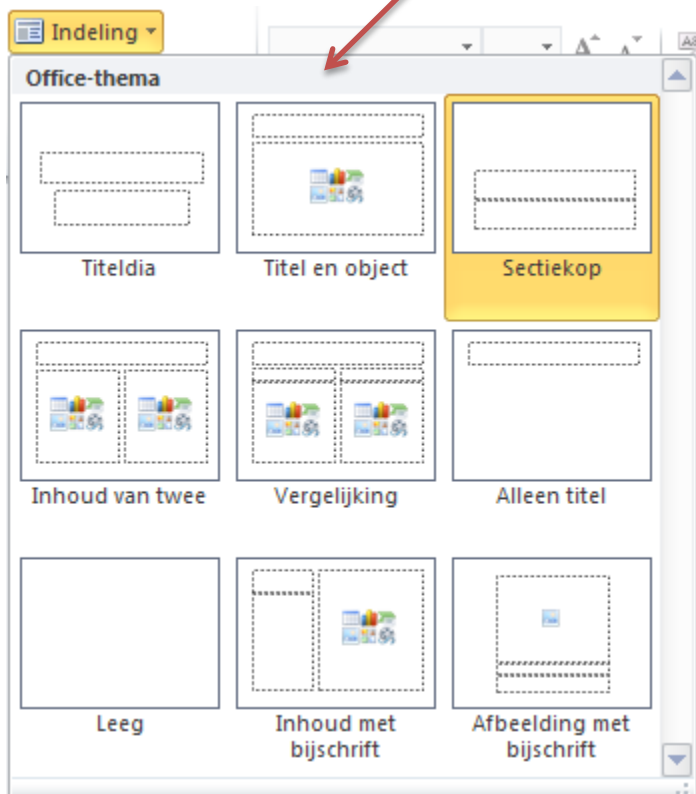 Indeling
Office-thema
Titeldia
Titel en object
Sectiekop
Inhoud van twee
Vergelijking
Alleen titel
Leeg
Inhoud met
bijschrift
Afbeelding met
bijschrift